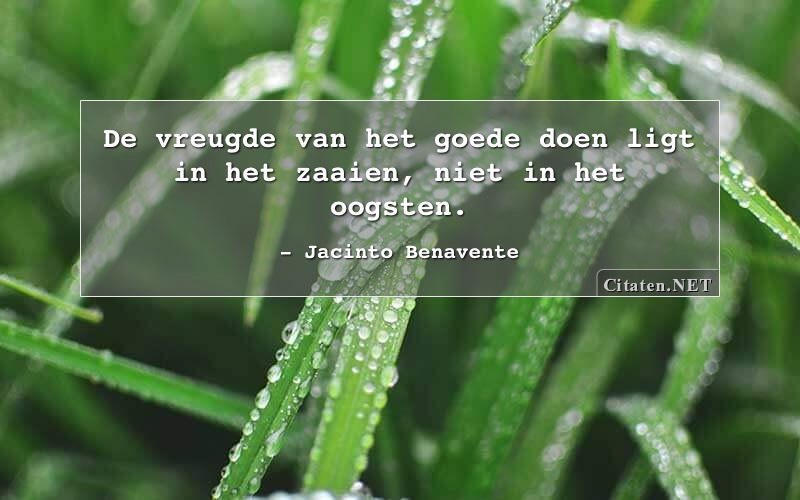 De vreugde van het goede doen ligt
in het zaaien, niet in het
oogsten.
- Jacinto Benavente
Citaten.NET